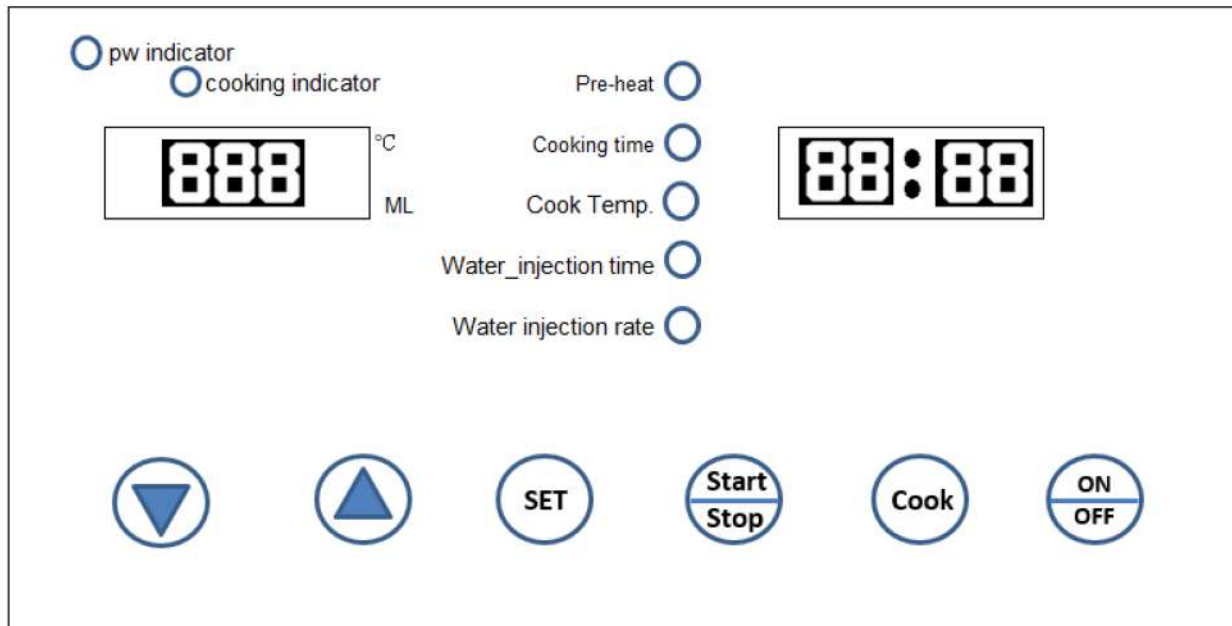 pw indicator
cooking indicator
Pre-heat
888
℃
Cooking time
88:88
ML
Cook Temp.
Water_injection time
Water injection rate
SET
Start
Stop
Cook
ON
OFF